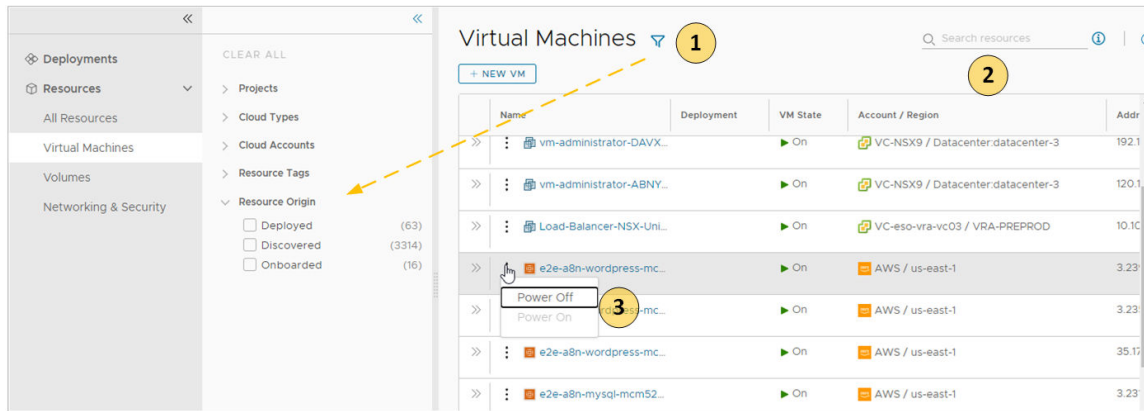 Deployments
Resources
All Resources
Virtual Machines
Volumes
Networking & Security
CLEAR ALL
Projects
Cloud Types
Cloud Accounts
Resource Tags
Resource Origin
Deployed (63)
Discovered (3314)
Onboarded (16)
Virtual Machines
1
Search resources
2
+ NEW VM
Name Deployment VM State Account / Region Addr
vm-administrator-DAVX... On VC-NSX9 / Datacenter:datacenter-3 192.1
vm-administrator-ABNY... On VC-NSX9 / Datacenter:datacenter-3 120.1
Load-Balancer-NSX-Uni... On VC-eso-vra-vc03 / VRA-PREPROD 10.10
e2e-a8n-wordpress-mc... On AWS / us-east-1 3.23
Power Off
3
Power On
rdpress-mc... On AWS / us-east-1 3.23
e2e-a8n-wordpress-mc... On AWS / us-east-1 35.17
e2e-a8n-mysql-mcm52... On AWS / us-east-1 3.23